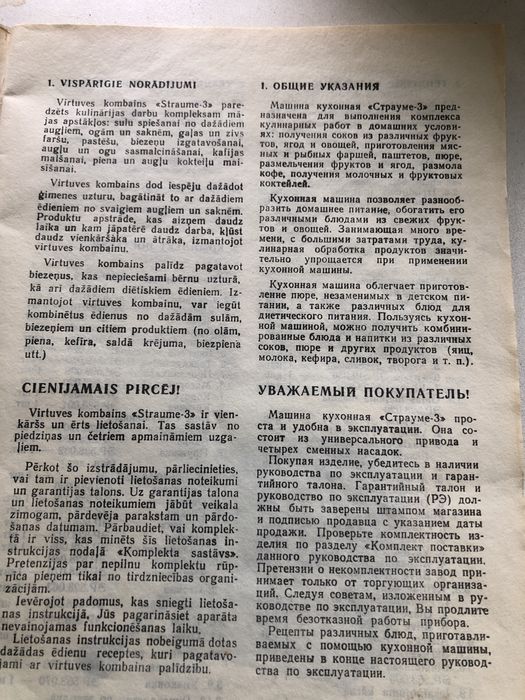 1. VISPĀRĪGIE NORĀDĪJUMI
Virtuves kombains «Straume-3» pare-
dzēts kulinārijas darbu kompleksam mā-
jas apstākļos: sulu spiešanai no dažādiem
augļiem, ogām un saknēm, gaļas un zivs
faršu, pastešu, biezeņu izgatavošanai,
augļu un ogu sasmalcināšanai, kafijas
malšanai, piena un augļu kokteiļu mai-
sīšanai.
Virtuves kombains dod iespēju dažādot
ģimenes uzturu, bagātināt to ar dažādiem
ēdieniem no svaigiem augļiem un saknēm.
Produktu apstrāde, kas aizņem daudz
laika un kam jāpatērē daudz darba, kļūst
daudz vienkāršāka un ātrāka, izmantojot
virtuves kombainu.
Virtuves kombains palīdz pagatavot
biezeņus, kas nepieciešami bērnu uzturā,
kā arī dažādiem diētiskiem ēdieniem. Iz-
mantojot virtuves kombainu, var iegūt
kombinētus ēdienus no dažādām sulām,
biezeņiem un citiem produktiem (no olām,
piena, kefīra, saldā krējuma, biezpiena
utt.)
CIENĪJAMAIS PIRCĒJ!
Virtuves kombains «Straume-3» ir vien-
kāršs un ērts lietošanai. Tas sastāv no
piedziņas un četriem apmaināmiem uzga-
ļiem.
Pērkot šo izstrādājumu, pārliecinieties,
vai tam ir pievienoti lietošanas noteikumi
un garantijas talons. Uz garantijas talona
un lietošanas noteikumiem jābūt veikala
zīmogam, pārdevēja parakstam un pārdo-
šanas datumam. Pārbaudiet, vai komplek-
tā ir viss, kas minēts šīs lietošanas in-
strukcijas nodaļā «Komplekta sastāvs».
Pretenzijas par nepilnu komplektu rūp-
nīca pieņem tikai no tirdzniecības organi-
zācijām.
Ievērojot padomus, kas sniegti lietoša-
nas instrukcijā, Jūs pagarināsiet aparāta
nevainojamas funkcionēšanas laiku.
Lietošanas instrukcijas nobeigumā dotas
dažādas ēdienu receptes, kuri pagatavo-
jami ar virtuves kombaina palīdzību.
1. ОБЩИЕ УКАЗАНИЯ
Машина кухонная «Страуме-3» пред-
назначена для выполнения комплекса
кулинарных работ в домашних услови-
ях: получения соков из различных фрук-
тов, ягод и овощей, приготовления мяс-
ных и рыбных фаршей, паштетов, пюре,
размельчения фруктов и ягод, размола
кофе, получения молочных и фруктовых
коктейлей.
Кухонная машина позволяет разнооб-
разить домашнее питание, обогатить его
различными блюдами из свежих фрук-
тов и овощей. Занимающая много вре-
мени, с большими затратами труда, ку-
линарная обработка продуктов значи-
тельно упрощается при применении
кухонной машины.
Кухонная машина облегчает приготов-
ление пюре, незаменимых в детском пи-
тании, а также различных блюд для
диетического питания. Пользуясь кухон-
ной машиной, можно получить комбини-
рованные блюда и напитки из различных
соков, пюре и других продуктов (яиц,
молока, кефира, сливок, творога и т. п.).
УВАЖАЕМЫЙ ПОКУПАТЕЛЬ!
Машина кухонная «Страуме-3» про-
ста и удобна в эксплуатации. Она со-
стоит из универсального привода и
четырех сменных насадок.
Покупая изделие, убедитесь в наличии
руководства по эксплуатации и гаран-
тийного талона. Гарантийный талон и
руководство по эксплуатации (РЭ) долж-
ны быть заверены штампом магазина
и подписью продавца с указанием даты
продажи. Проверьте комплектность из-
делия по разделу «Комплект поставки»
данного руководства по эксплуатации.
Претензии о некомплектности завод при-
нимает только от торгующих организа-
ций. Следуя советам, изложенным в ру-
ководстве по эксплуатации, Вы продлите
время безотказной работы прибора.
Рецепты различных блюд, приготавли-
ваемых с помощью кухонной машины,
приведены в конце настоящего руковод-
ства по эксплуатации.